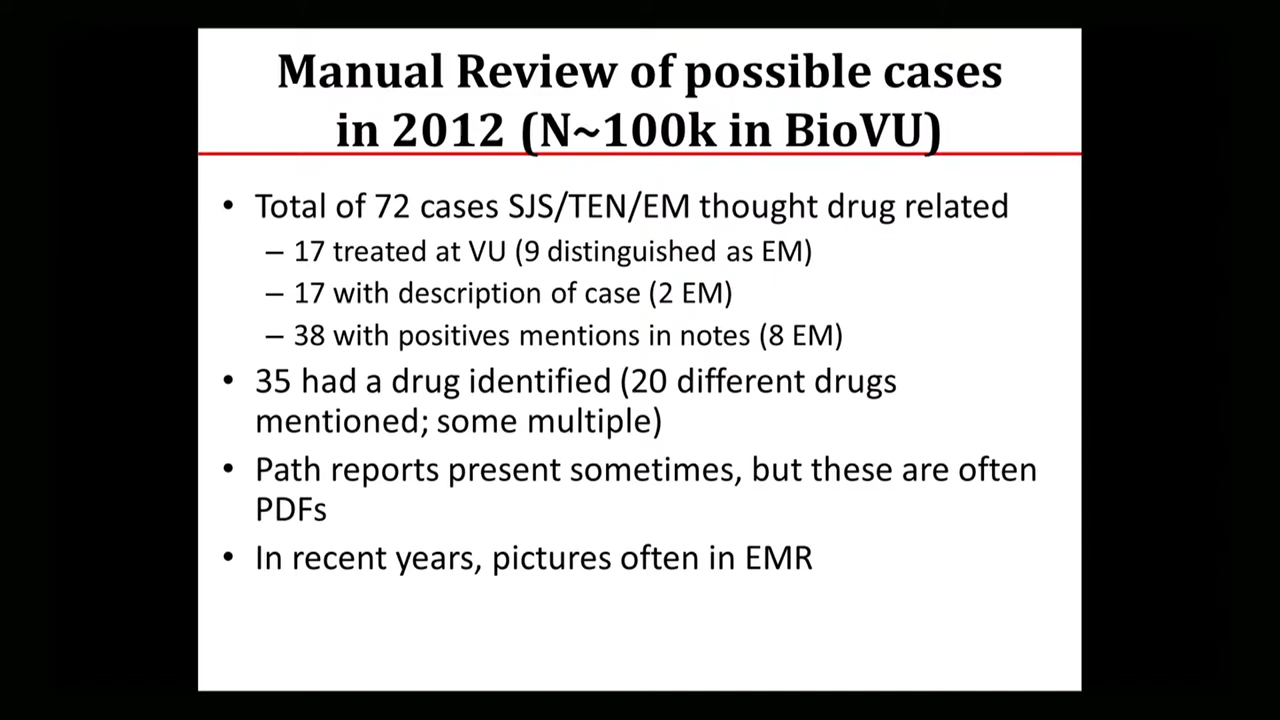 Manual Review of possible cases
in 2012 (N~100k in BioVU)
• Total of 72 cases SJS/TEN/EM thought drug related
– 17 treated at VU (9 distinguished as EM)
– 17 with description of case (2 EM)
– 38 with positives mentions in notes (8 EM)
• 35 had a drug identified (20 different drugs
mentioned; some multiple)
• Path reports present sometimes, but these are often
PDFs
• In recent years, pictures often in EMR